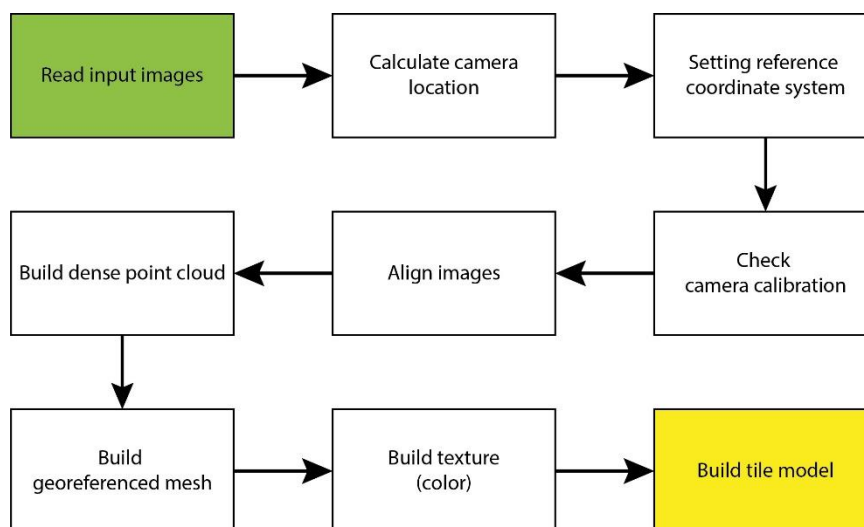 Read input images
Calculate camera
location
Setting reference
coordinate system
Check
camera calibration
Align images
Build dense point cloud
Build
georeferenced mesh
Build texture
(color)
Build tile model